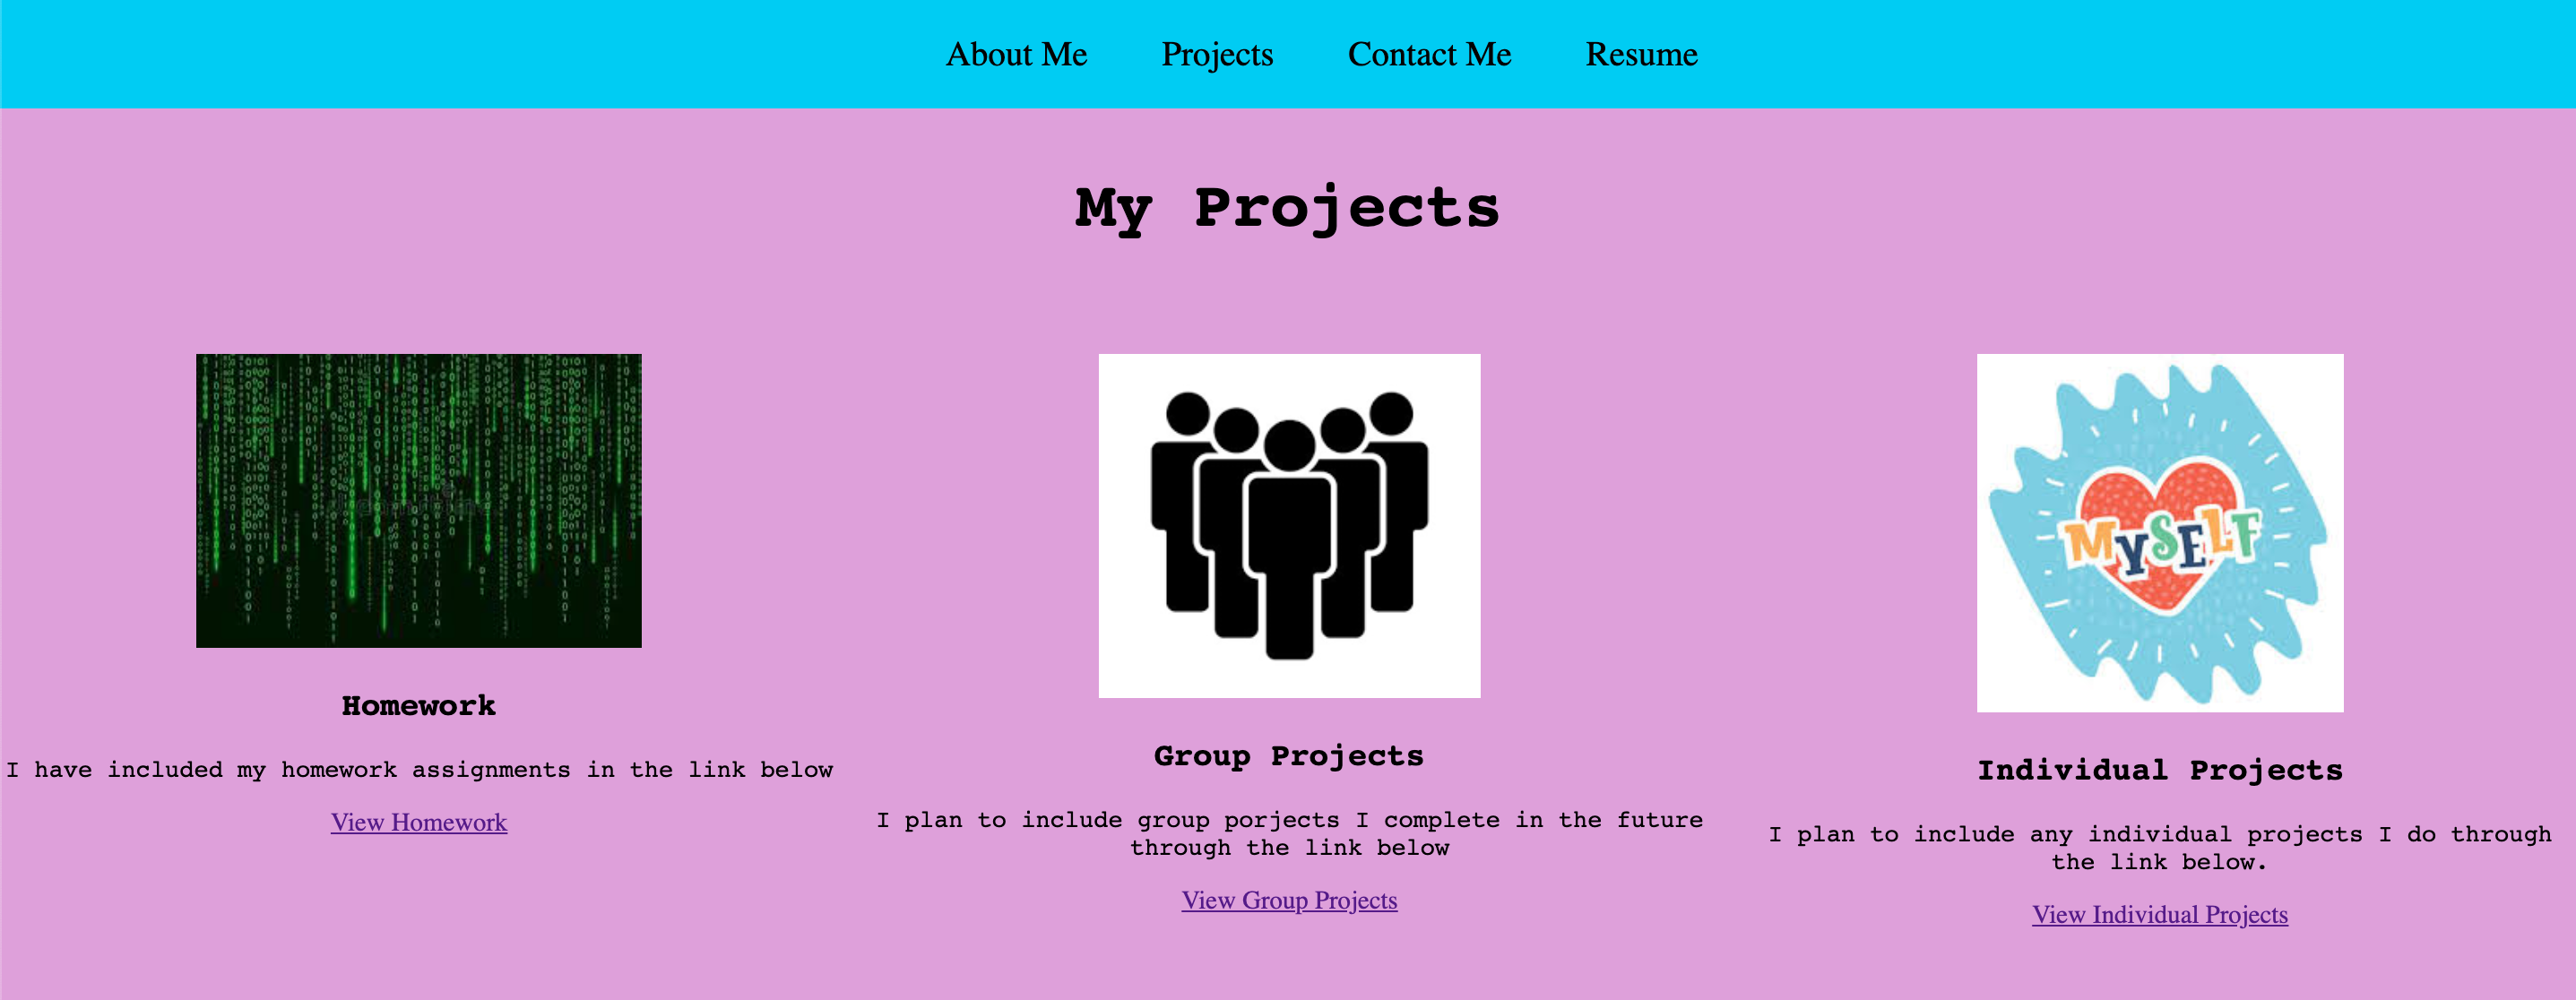 About Me Projects Contact Me Resume
My Projects
MYSELF
Homework
I have included my homework assignments in the link below
View Homework
Group Projects
I plan to include group porjects I complete in the future
through the link below
View Group Projects
Individual Projects
I plan to include any individual projects I do through
the link below.
View Individual Projects